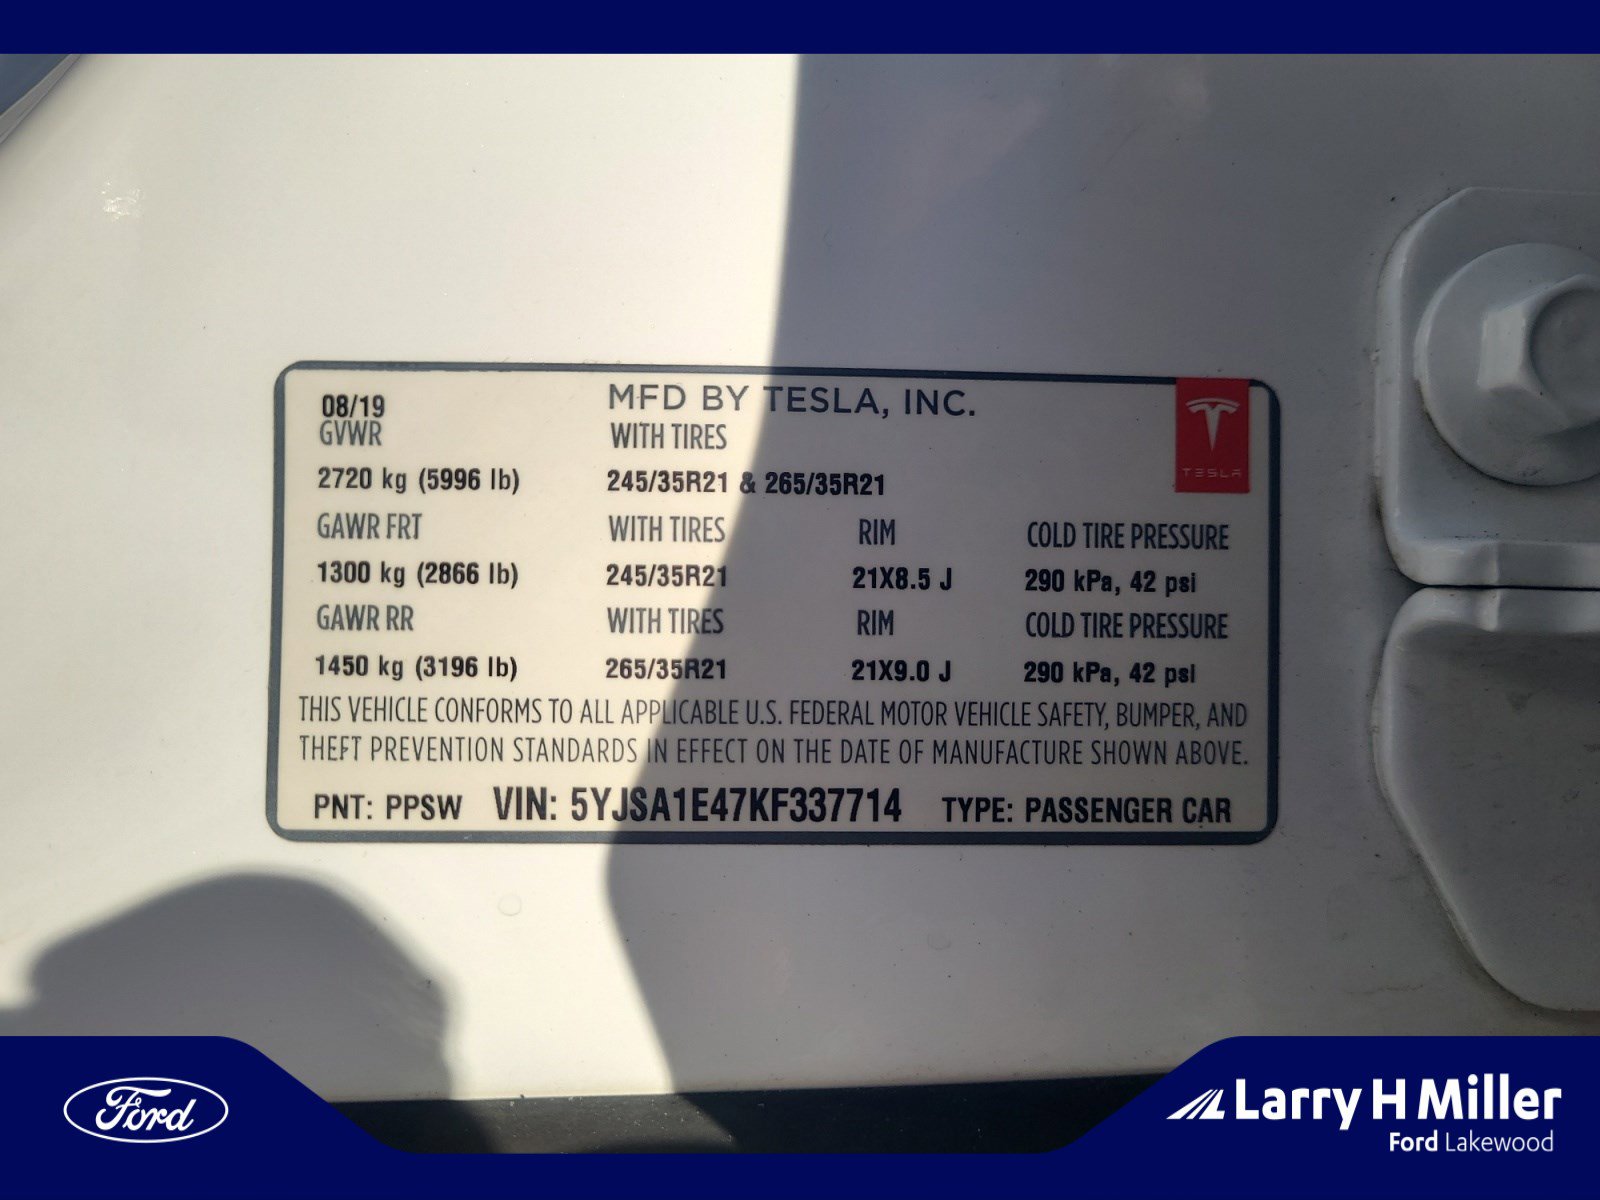 08/19 MFD BY TESLA, INC.
GVWR WITH TIRES
2720 kg (5996 lb) 245/35R21 & 265/35R21
TESLA
GAWR FRT WITH TIRES RIM COLD TIRE PRESSURE
1300 kg (2866 lb) 245/35R21 21X8.5 J 290 kPa, 42 psi
GAWR RR WITH TIRES RIM COLD TIRE PRESSURE
1450 kg (3196 lb) 265/35R21 21X9.0 J 290 kPa, 42 psi
THIS VEHICLE CONFORMS TO ALL APPLICABLE U.S. FEDERAL MOTOR VEHICLE SAFETY, BUMPER, AND
THEFT PREVENTION STANDARDS IN EFFECT ON THE DATE OF MANUFACTURE SHOWN ABOVE.
PNT: PPSW VIN: 5YJSA1E47KF337714 TYPE: PASSENGER CAR
Ford
Larry H Miller
Ford Lakewood